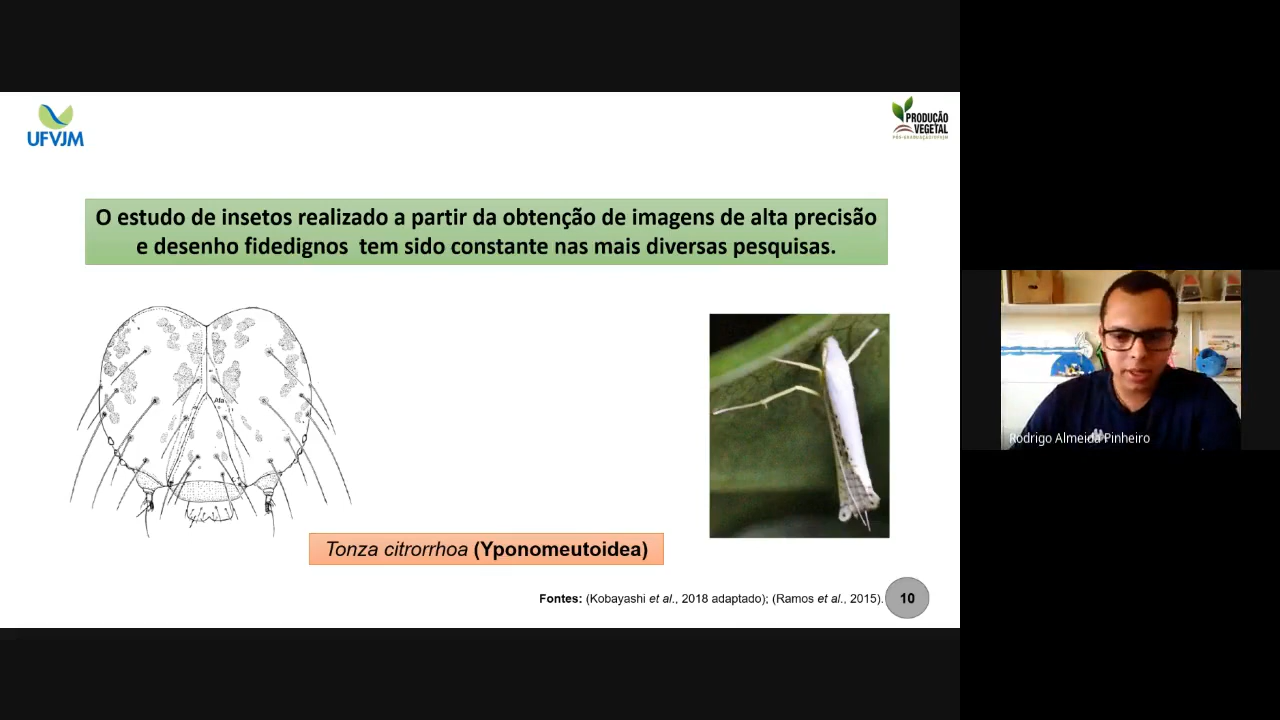 UFVJM
PRODUÇÃO
VEGETAL
O estudo de insetos realizado a partir da obtenção de imagens de alta precisão
e desenho fidedignos tem sido constante nas mais diversas pesquisas.
Afa
Tonza citrorrhoa (Yponomeutoidea)
Fontes: (Kobayashi et al., 2018 adaptado); (Ramos et al., 2015).
10
Rodrigo Almeida Pinheiro